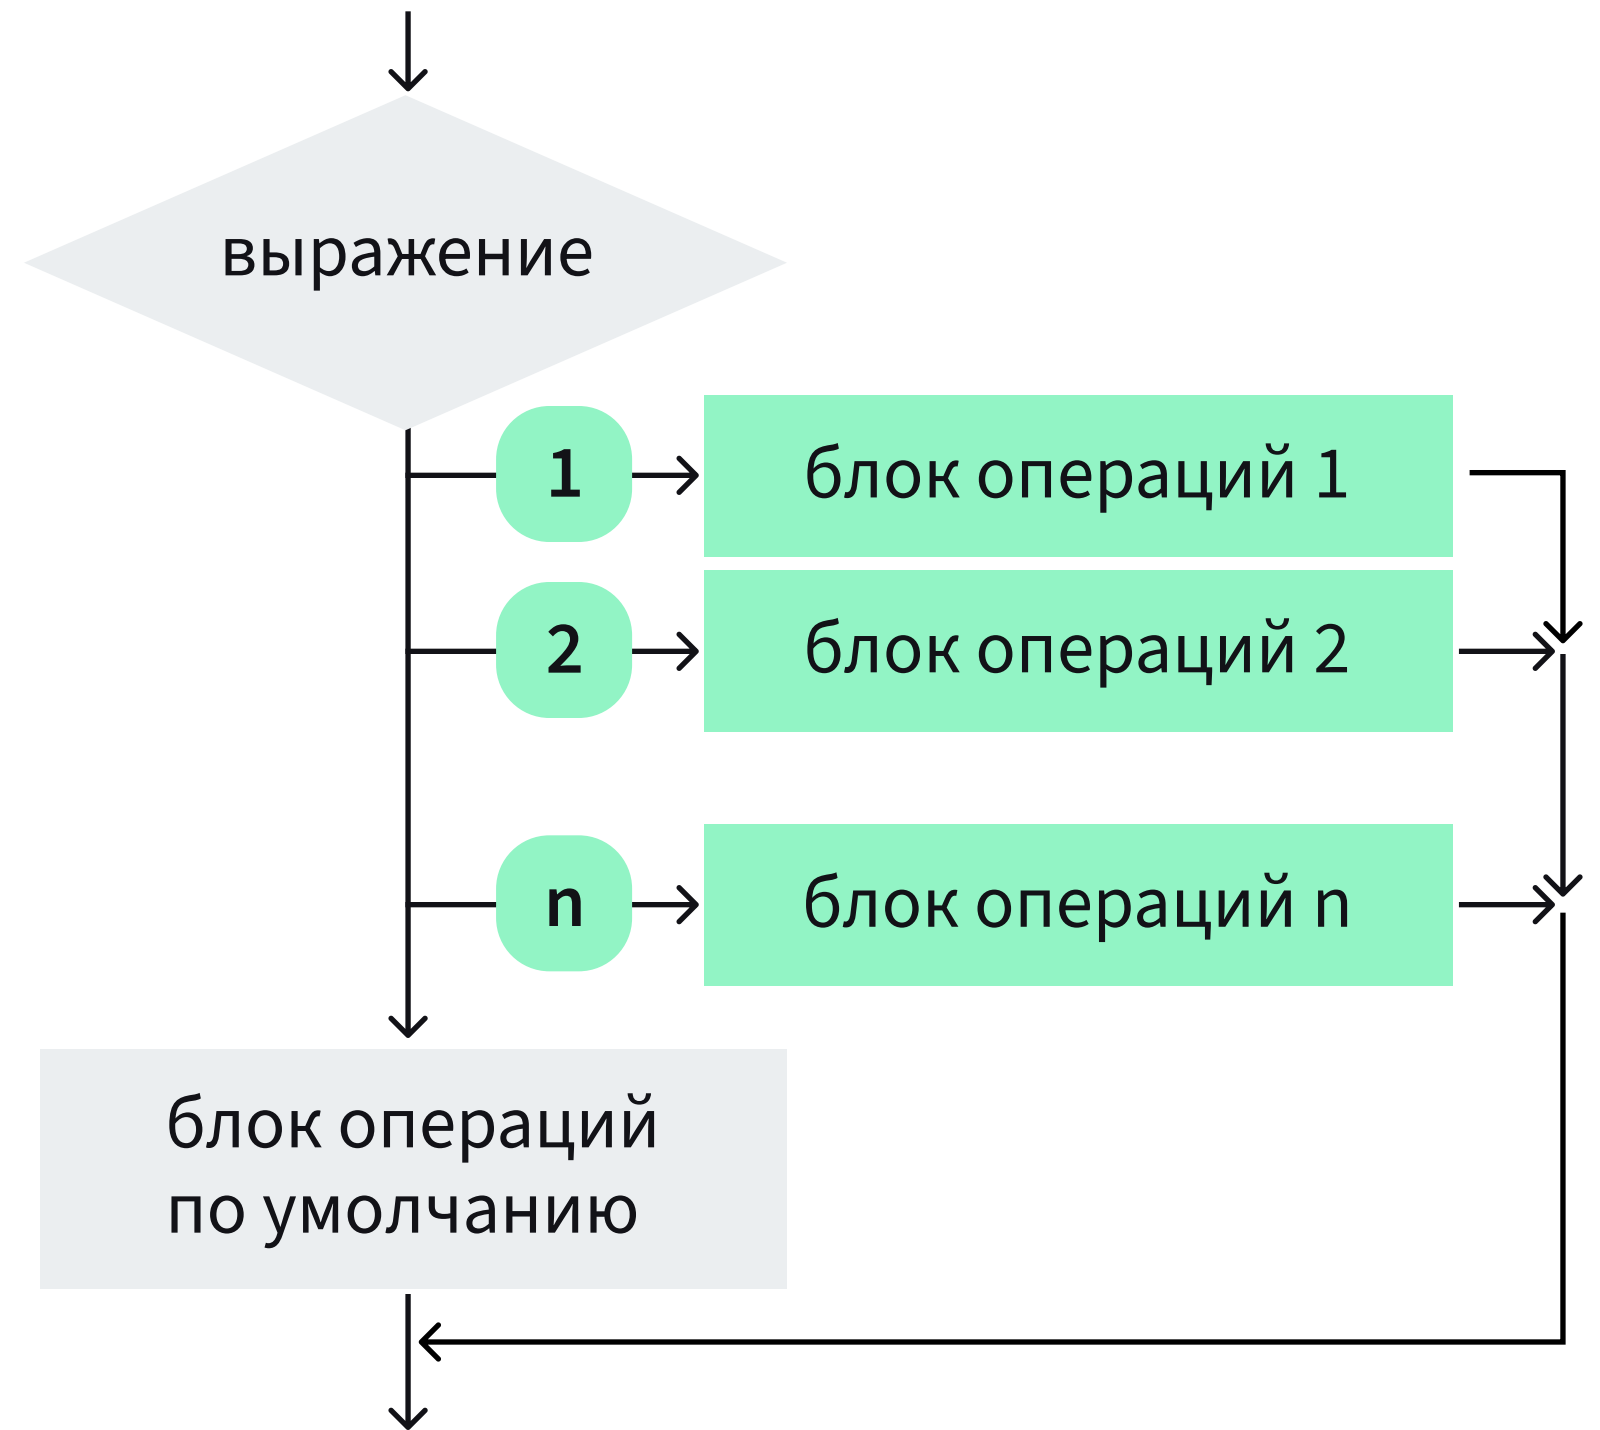 выражение
1
блок операций 1
2
блок операций 2
n
блок операций n
блок операций
по умолчанию